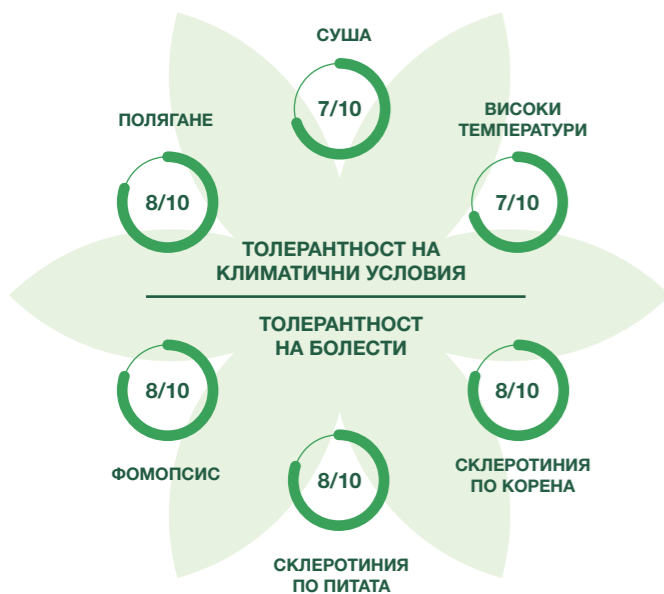 СУША
7/10
ПОЛЯГАНЕ
8/10
ВИСОКИ
ТЕМПЕРАТУРИ
7/10
ТОЛЕРАНТНОСТ НА
КЛИМАТИЧНИ УСЛОВИЯ
ТОЛЕРАНТНОСТ
НА БОЛЕСТИ
8/10
ФОМОПСИС
8/10
СКЛЕРОТИНИЯ
ПО ПИТАТА
8/10
СКЛЕРОТИНИЯ
ПО КОРЕНА